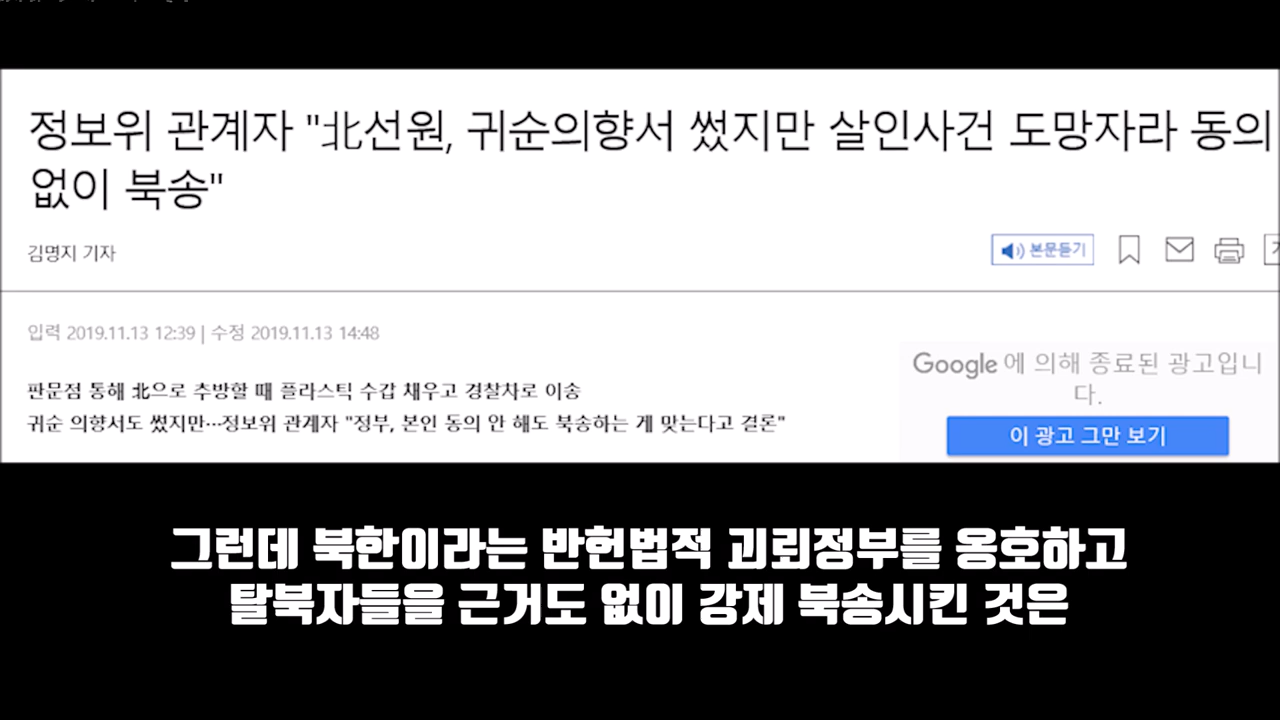 정보위 관계자 "北선원, 귀순의향서 썼지만 살인사건 도망자라 동의
없이 북송"
김명지 기자
본문듣기
입력 2019.11.13 12:39 | 수정 2019.11.13 14:48
Google에 의해 종료된 광고입니
다.
판문점 통해 北으로 추방할 때 플라스틱 수갑 채우고 경찰차로 이송
귀순 의향서도 썼지만…정보위 관계자 "정부, 본인 동의 안 해도 북송하는 게 맞는다고 결론"
이 광고 그만 보기
그런데 북한이라는 반헌법적 괴뢰정부를 옹호하고
탈북자들을 근거도 없이 강제 북송시킨 것은